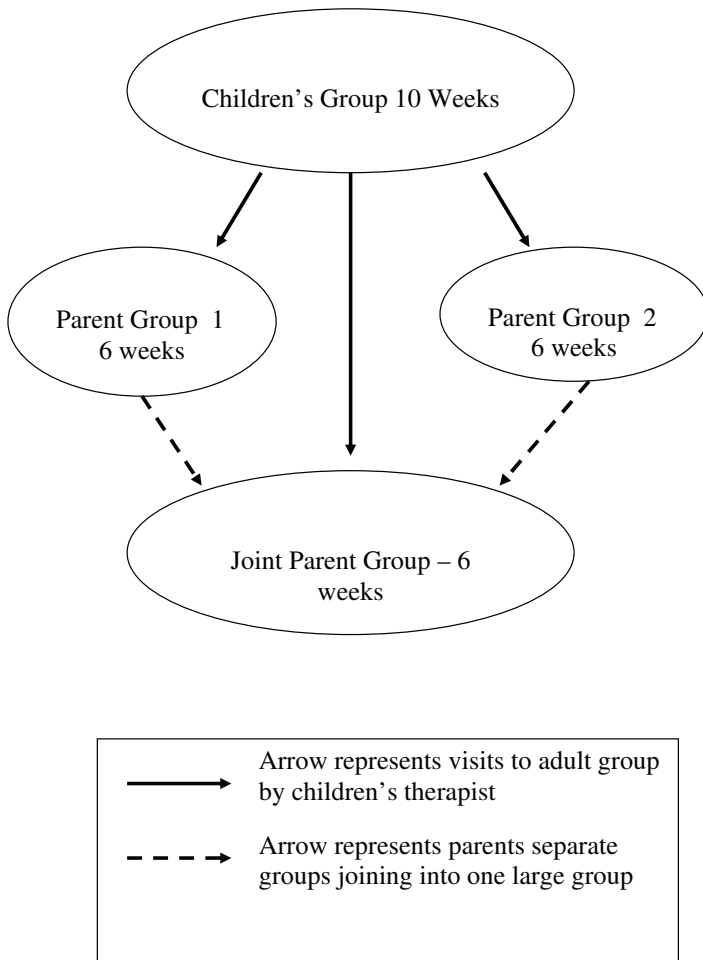 Children’s Group 10 Weeks
Parent Group 1
6 weeks
Parent Group 2
6 weeks
Joint Parent Group – 6
weeks
Arrow represents visits to adult group
by children’s therapist
Arrow represents parents separate
groups joining into one large group